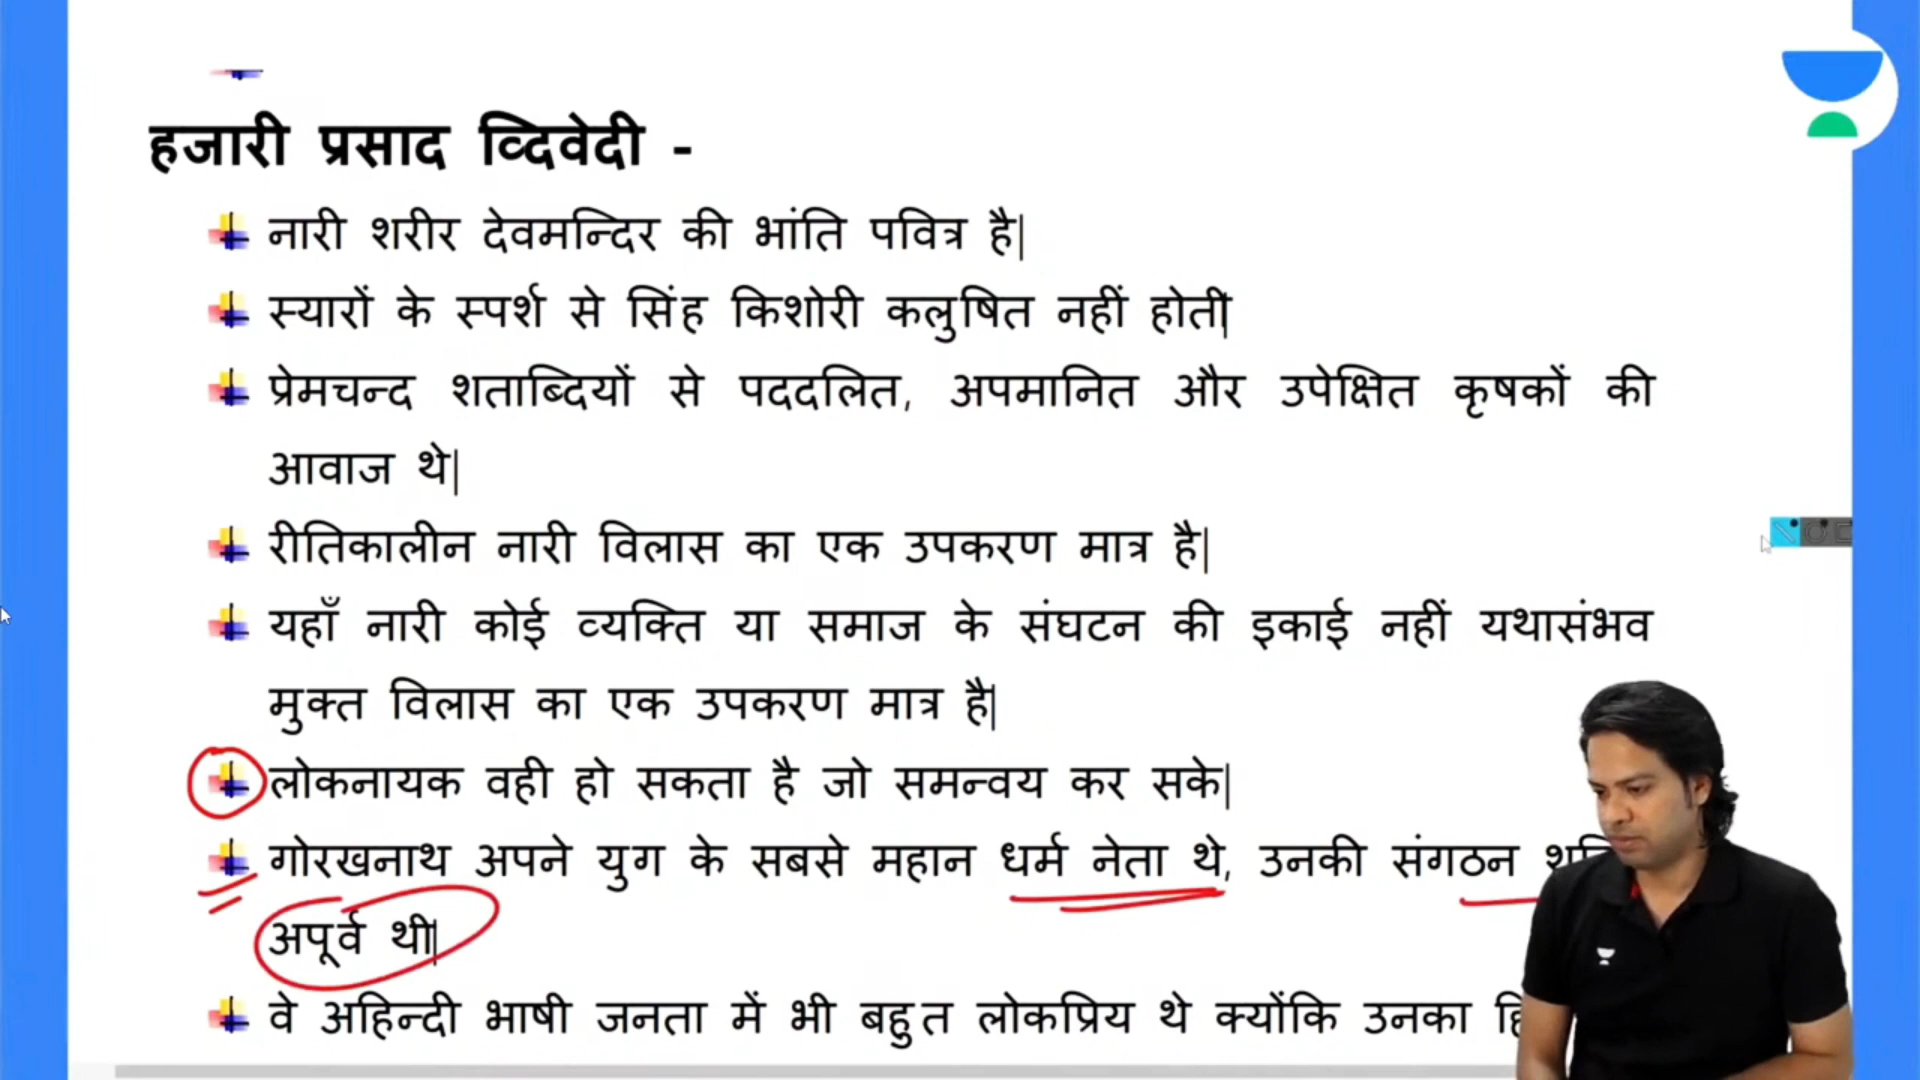 हजारी प्रसाद व्दिवेदी -
नारी शरीर देवमन्दिर की भांति पवित्र है|
स्यारों के स्पर्श से सिंह किशोरी कलुषित नहीं होती|
प्रेमचन्द शताब्दियों से पददलित, अपमानित और उपेक्षित कृषकों की
आवाज थे|
रीतिकालीन नारी विलास का एक उपकरण मात्र है|
यहाँ नारी कोई व्यक्ति या समाज के संघटन की इकाई नहीं यथासंभव
मुक्त विलास का एक उपकरण मात्र है|
लोकनायक वही हो सकता है जो समन्वय कर सके|
गोरखनाथ अपने युग के सबसे महान धर्म नेता थे, उनकी संगठन
अपूर्व थी|
वे अहिन्दी भाषी जनता में भी बहुत लोकप्रिय थे क्योंकि उनका